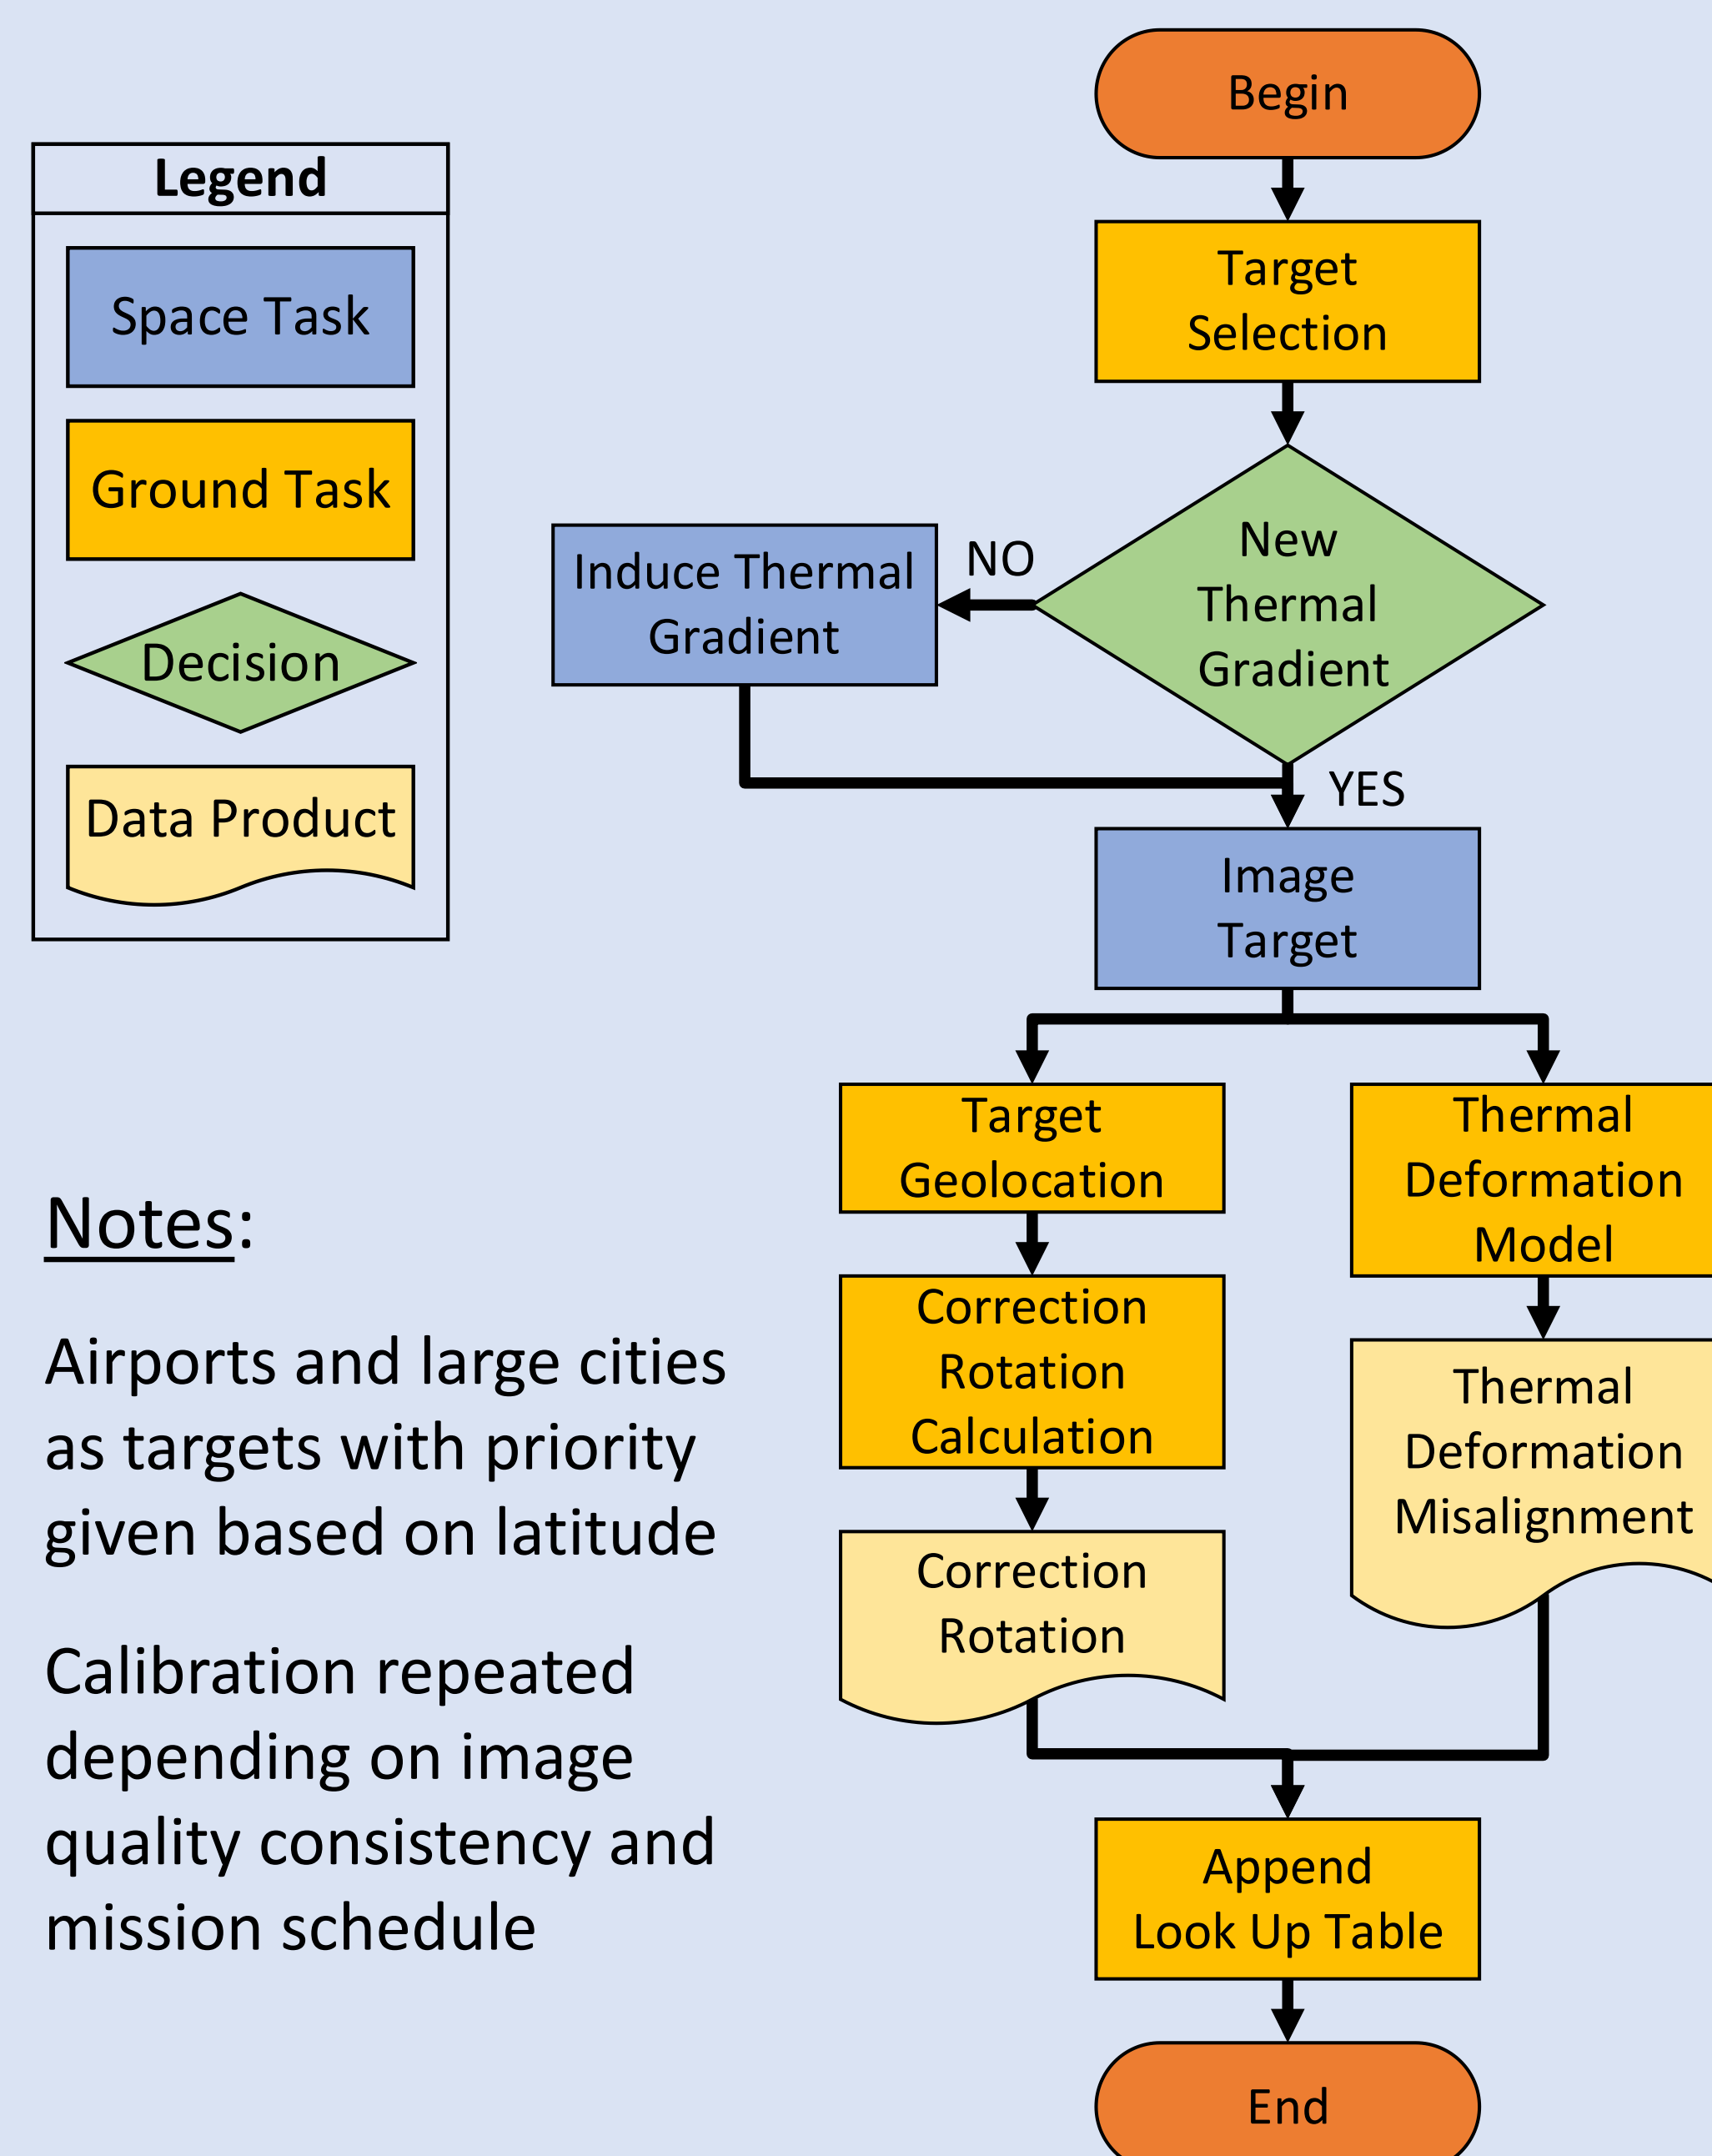 Legend
Space Task
Ground Task
Decision
Data Product
Notes:
Airports and large cities
as targets with priority
given based on latitude
Calibration repeated
depending on image
quality consistency and
mission schedule
Begin
Target
Selection
New
Thermal
Gradient
NO
Induce Thermal
Gradient
YES
Image
Target
Target
Geolocation
Correction
Rotation
Calculation
Correction
Rotation
Thermal
Deformation
Model
Thermal
Deformation
Misalignment
Append
Look Up Table
End